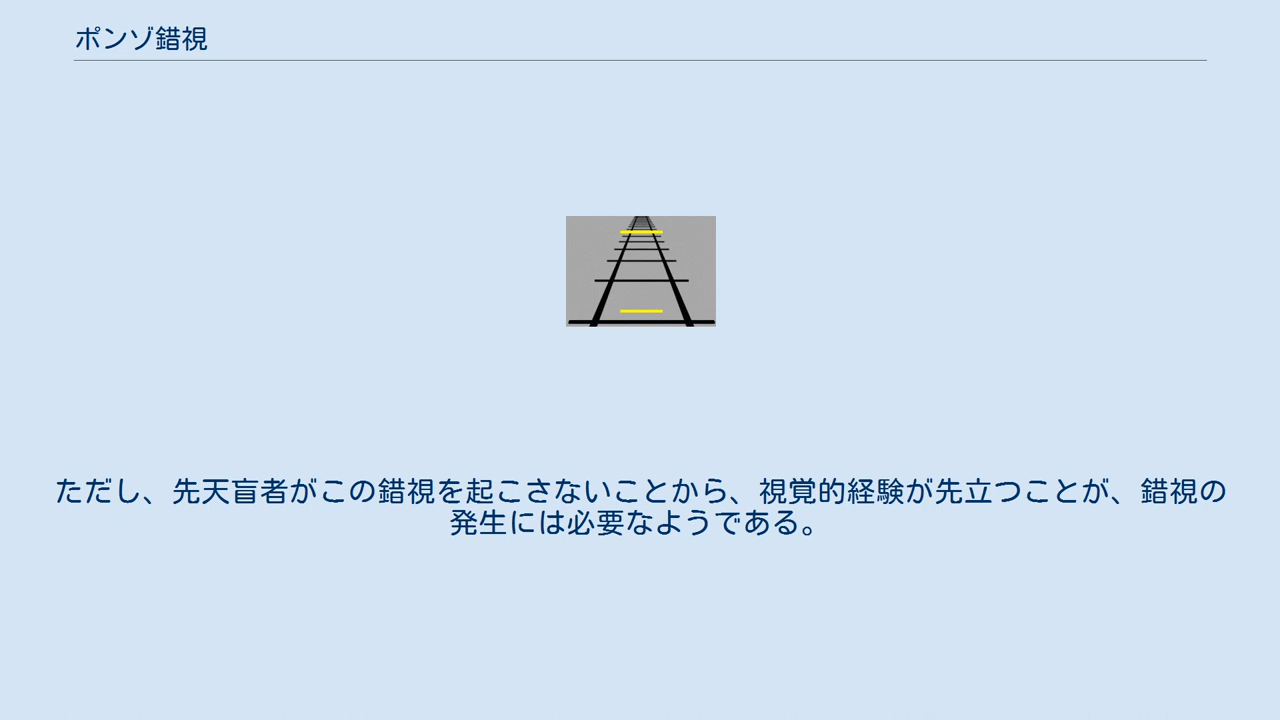 ポンゾ錯視
ただし、先天盲者がこの錯視を起こさないことから、視覚的経験が先立つことが、錯視の
発生には必要なようである。